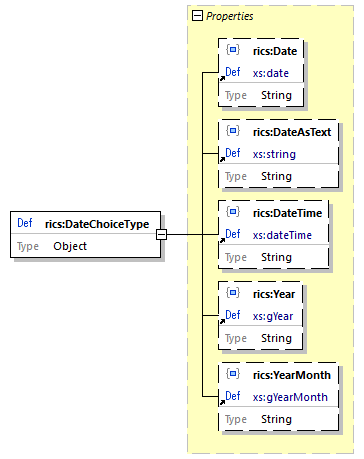 Properties
rics:Date
Def xs:date
Type String
rics:DateAsText
Def xs:string
Type String
Def rics:DateChoiceType
Type Object
rics:DateTime
Def xs:dateTime
Type String
rics:Year
Def xs:gYear
Type String
rics:YearMonth
Def xs:gYearMonth
Type String